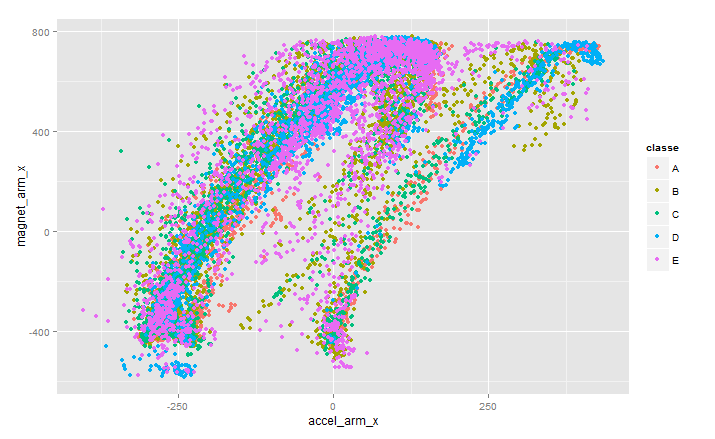 800
400
0
-400
magnet_arm_x
-250
0
250
accel_arm_x
classe
A
B
C
D
E